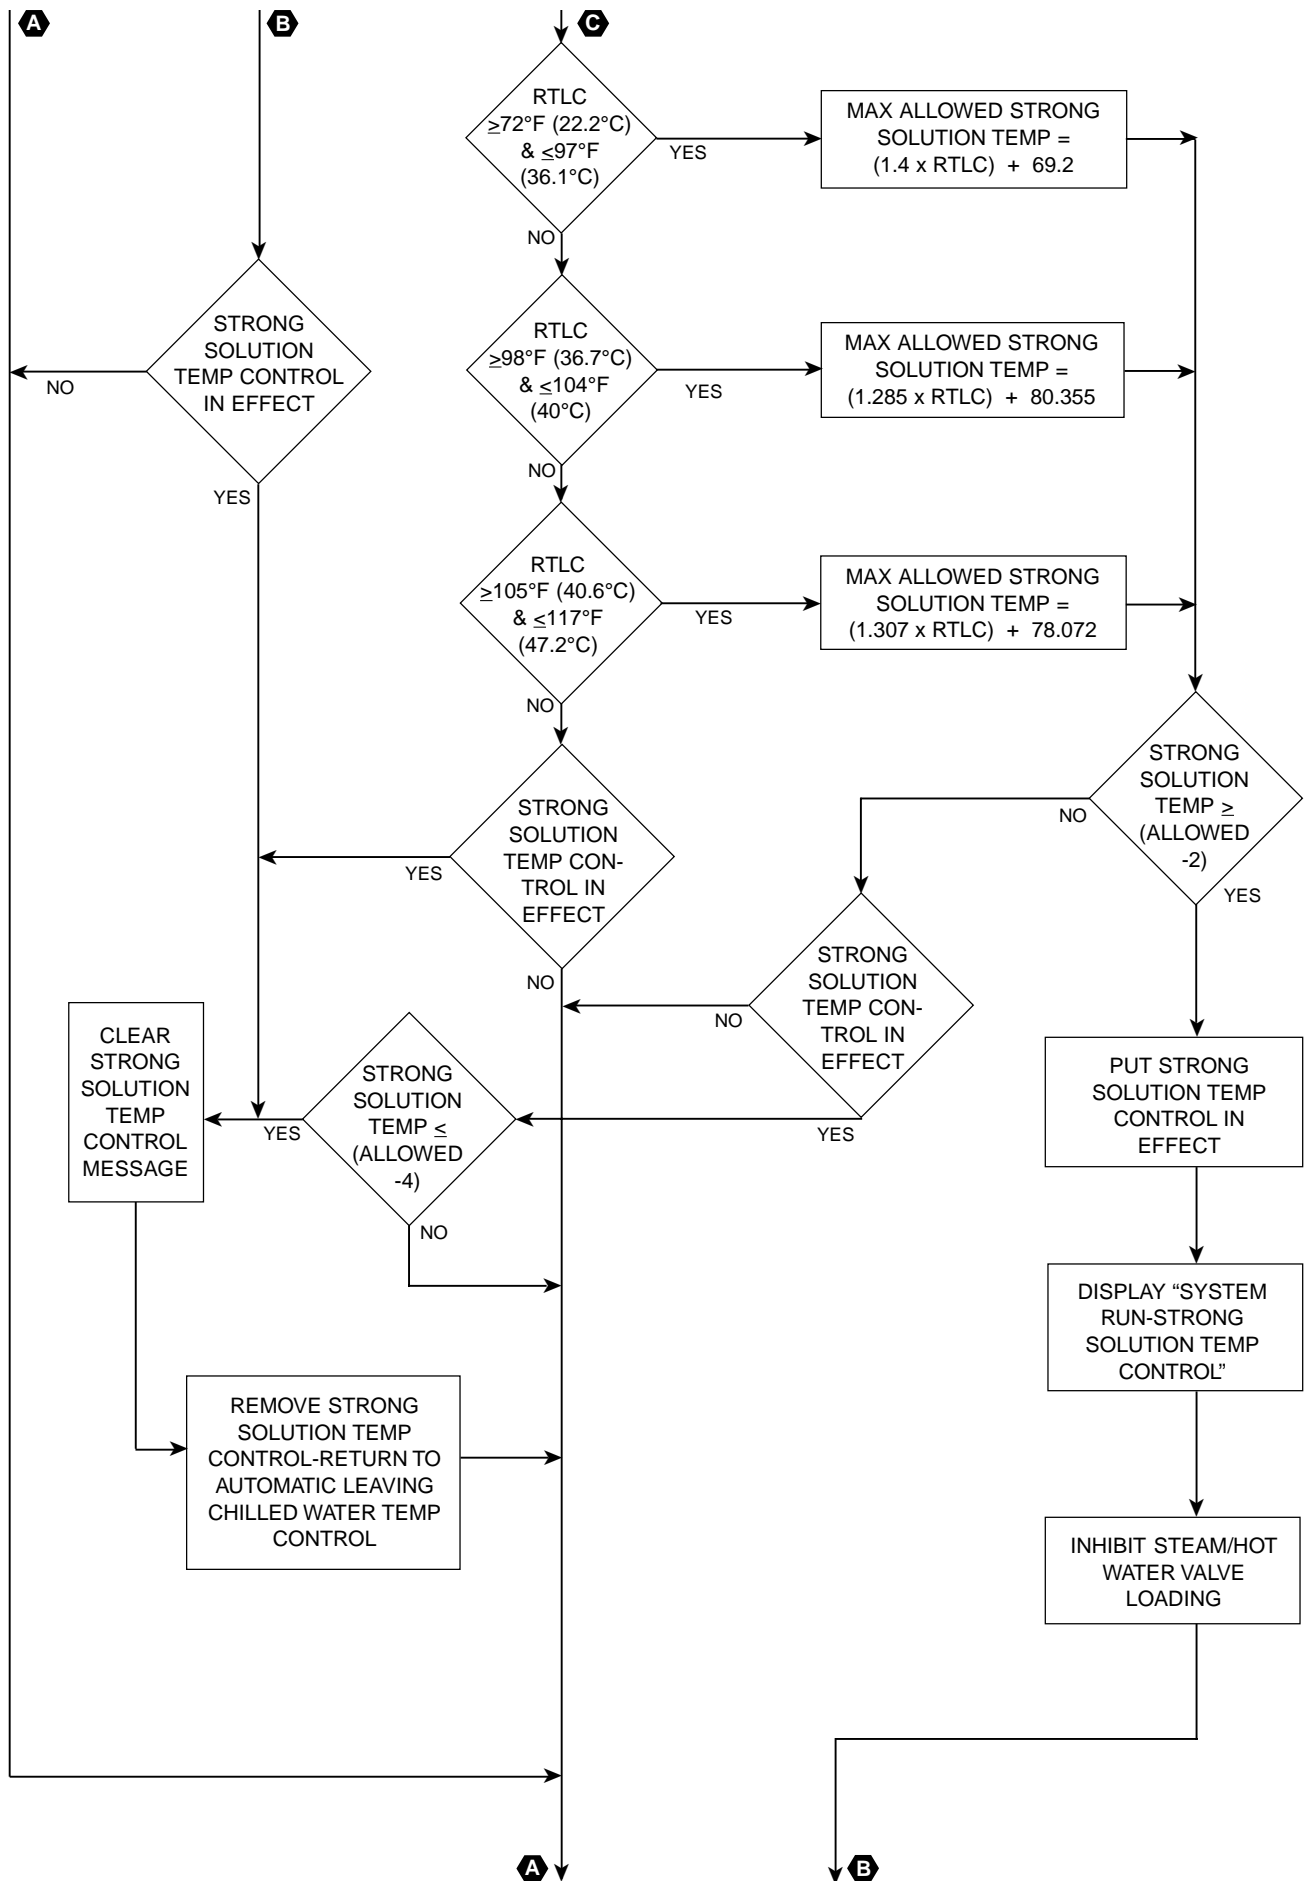 A
B
C
RTLC
≥72°F (22.2°C)
& ≤97°F
(36.1°C)
YES
NO
MAX ALLOWED STRONG
SOLUTION TEMP =
(1.4 x RTLC) + 69.2
STRONG
SOLUTION
TEMP CONTROL
IN EFFECT
NO
YES
RTLC
≥98°F (36.7°C)
& ≤104°F
(40°C)
YES
NO
MAX ALLOWED STRONG
SOLUTION TEMP =
(1.285 x RTLC) + 80.355
RTLC
≥105°F (40.6°C)
& ≤117°F
(47.2°C)
YES
NO
MAX ALLOWED STRONG
SOLUTION TEMP =
(1.307 x RTLC) + 78.072
STRONG
SOLUTION
TEMP ≥
(ALLOWED
-2)
NO
YES
STRONG
SOLUTION
TEMP CON-
TROL IN
EFFECT
YES
NO
STRONG
SOLUTION
TEMP CON-
TROL IN
EFFECT
NO
YES
CLEAR
STRONG
SOLUTION
TEMP
CONTROL
MESSAGE
STRONG
SOLUTION
TEMP ≤
(ALLOWED
-4)
YES
NO
PUT STRONG
SOLUTION TEMP
CONTROL IN
EFFECT
DISPLAY “SYSTEM
RUN-STRONG
SOLUTION TEMP
CONTROL”
REMOVE STRONG
SOLUTION TEMP
CONTROL-RETURN TO
AUTOMATIC LEAVING
CHILLED WATER TEMP
CONTROL
INHIBIT STEAM/HOT
WATER VALVE
LOADING
A
B